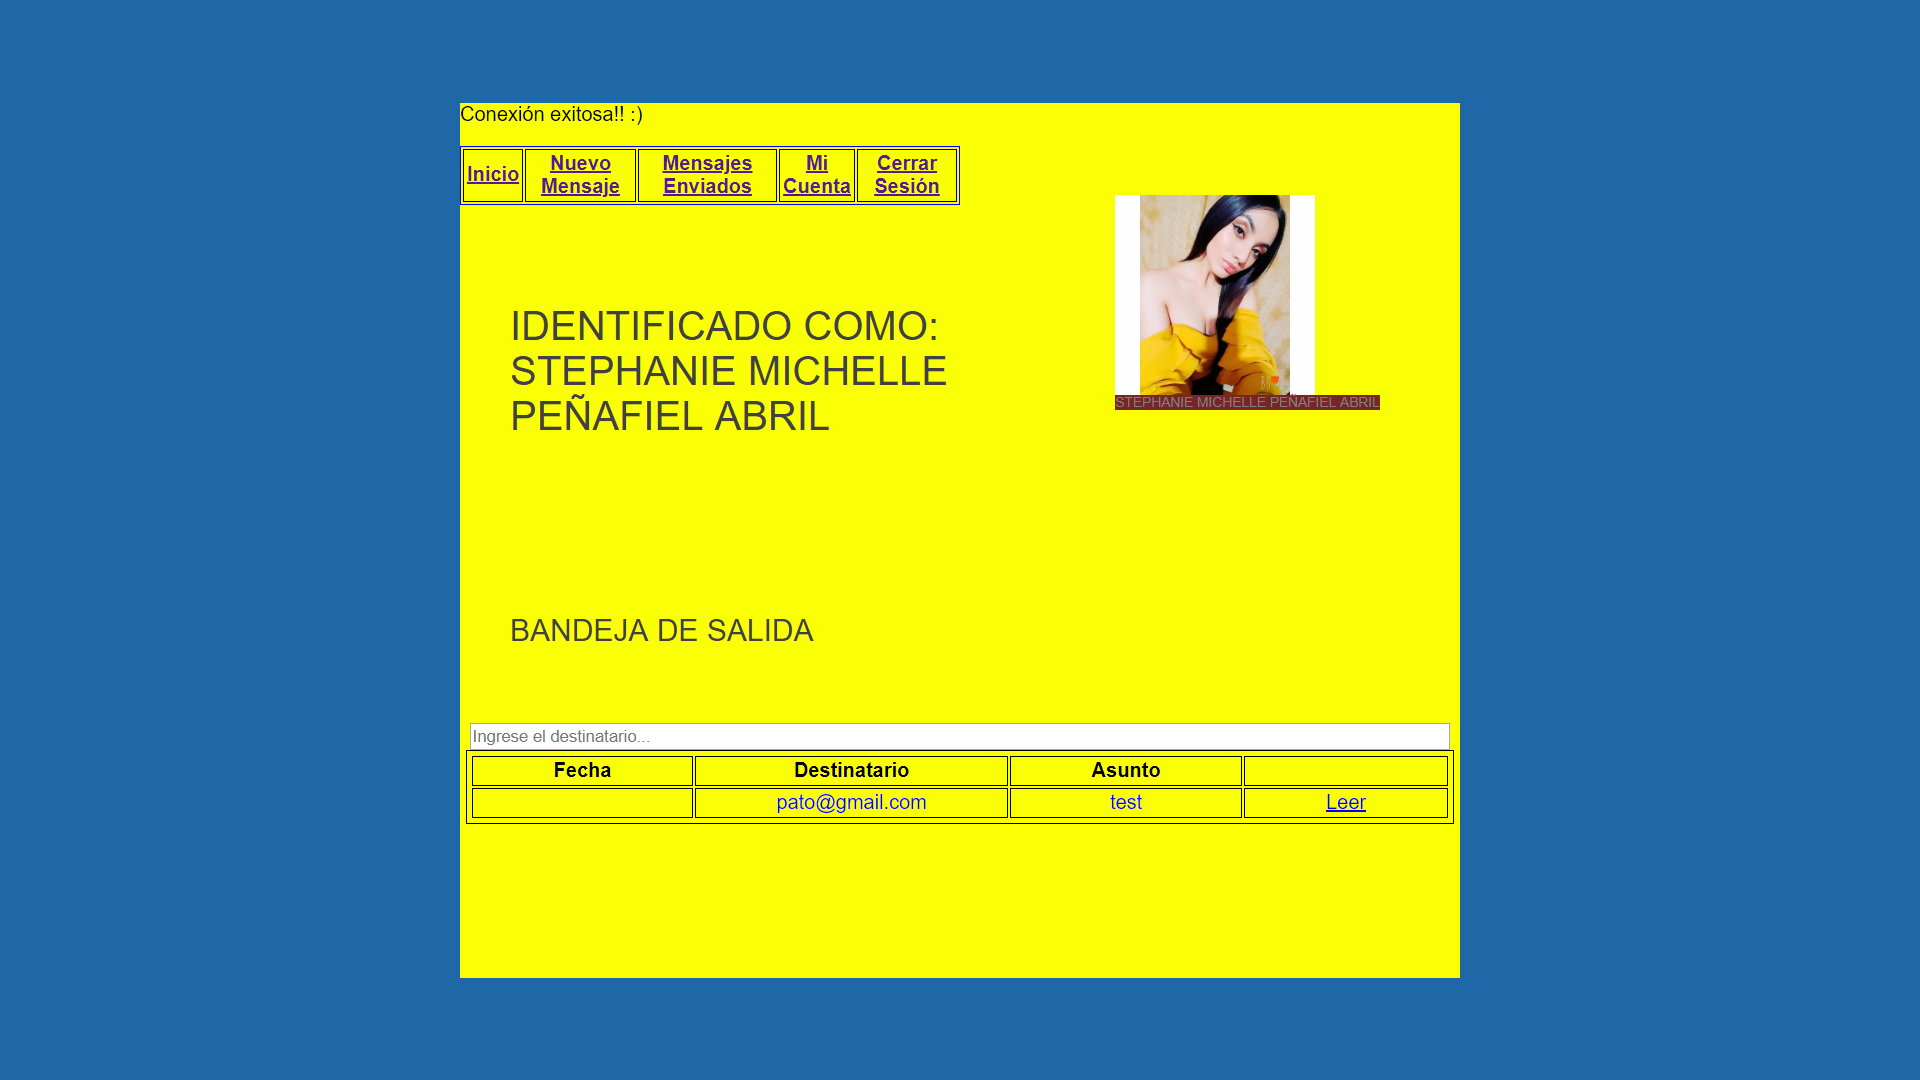 Conexión exitosa!! :)
Inicio
Nuevo Mensaje
Mensajes Enviados
Mi Cuenta
Cerrar Sesión
IDENTIFICADO COMO:
STEPHANIE MICHELLE
PEÑAFIEL ABRIL
STEPHANIE MICHELLE PEÑAFIEL ABRIL
BANDEJA DE SALIDA
Ingrese el destinatario...
Fecha Destinatario Asunto
pato@gmail.com test Leer